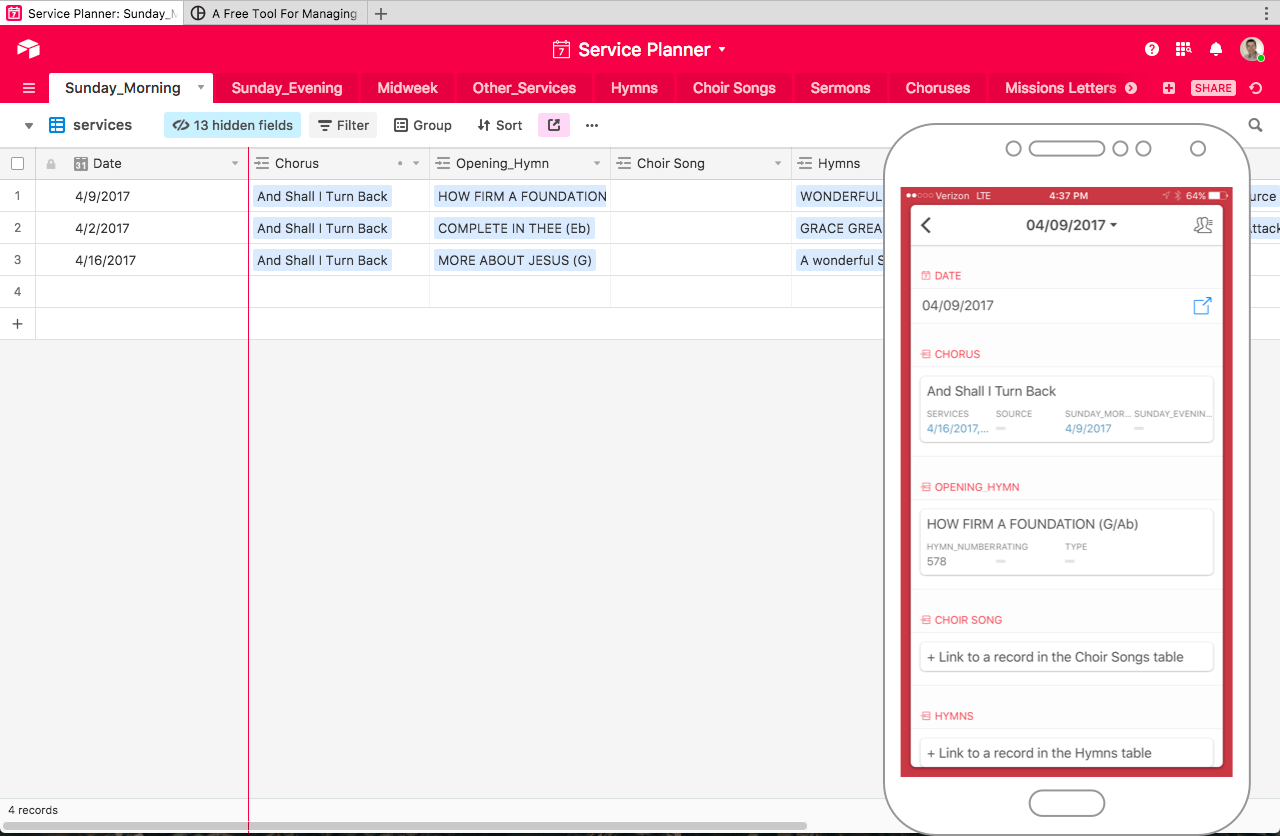 Service Planner: Sunday_M
A Free Tool For Managing
7 Service Planner
Sunday_Morning Sunday_Evening Midweek Other_Services Hymns Choir Songs Sermons Choruses Missions Letters SHARE
services 13 hidden fields Filter Group Sort
31 Date Chorus Opening_Hymn Choir Song Hymns
1 4/9/2017 And Shall I Turn Back HOW FIRM A FOUNDATION WONDERFUL urce
2 4/2/2017 And Shall I Turn Back COMPLETE IN THEE (Eb) GRACE GREA ttack
3 4/16/2017 And Shall I Turn Back MORE ABOUT JESUS (G) A wonderful S
4
+
4 records
Verizon LTE 4:37 PM 64%
04/09/2017
DATE
04/09/2017
CHORUS
And Shall I Turn Back
SERVICES SOURCE SUNDAY_MOR... SUNDAY_EVENIN...
4/16/2017,... 4/9/2017
OPENING_HYMN
HOW FIRM A FOUNDATION (G/Ab)
HYMN_NUMBER RATING TYPE
578
CHOIR SONG
+ Link to a record in the Choir Songs table
HYMNS
+ Link to a record in the Hymns table